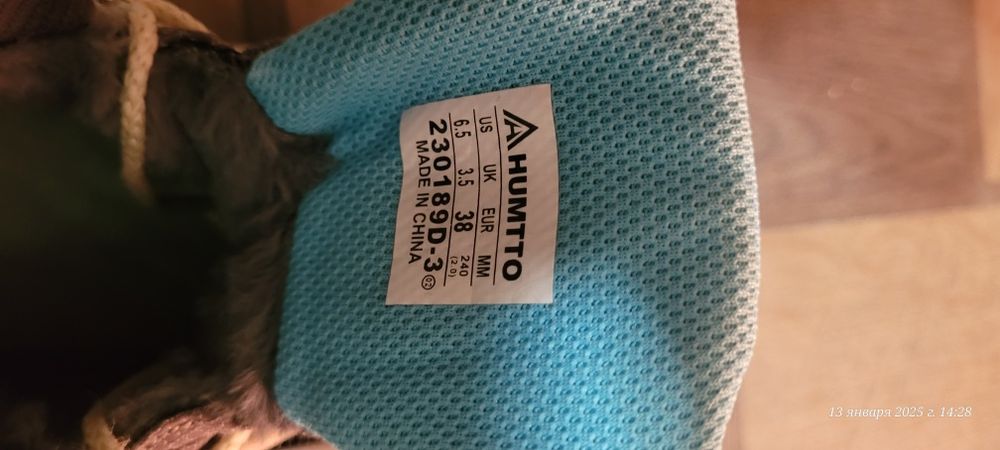 HUMTTO
US UK EUR MM
6.5 3.5 38 240
(2.0)
230189D-3 02
MADE IN CHINA
13 января 2025 г. 14:28